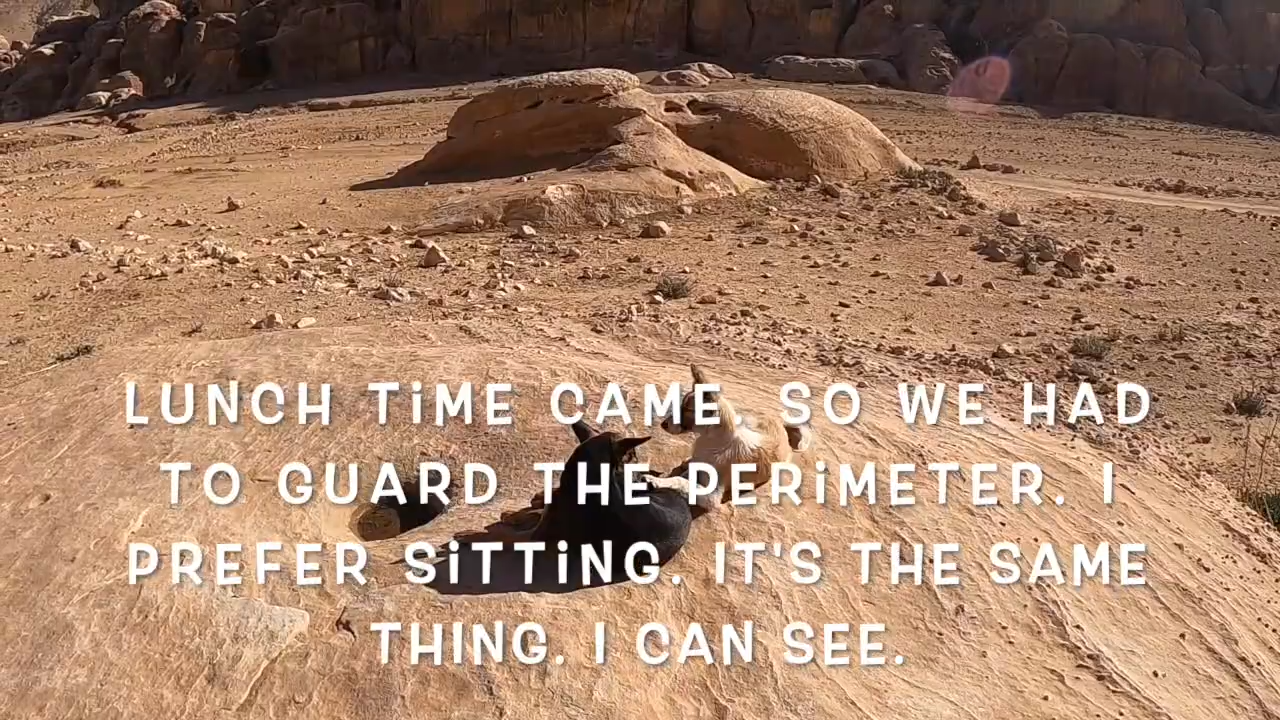 LUNCH TiME CAME. SO WE HAD
TO GUARD THE PERiMETER. I
PREFER SiTTiNG. IT'S THE SAME
THING. I CAN SEE.